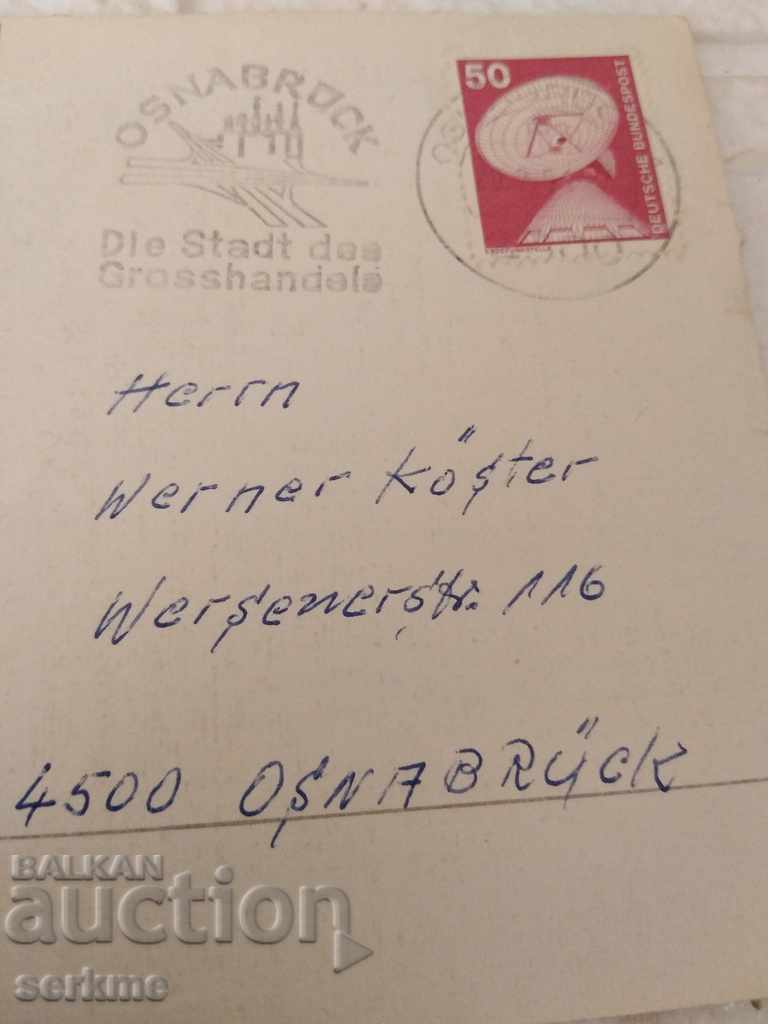 OSNABRÜCK
Die Stadt des
Grosshandels
50
DEUTSCHE BUNDESPOST
Herrn
Werner Köster
Wersenerstr. 116
4500 OSNABRÜCK
BALKAN
auction
serkme